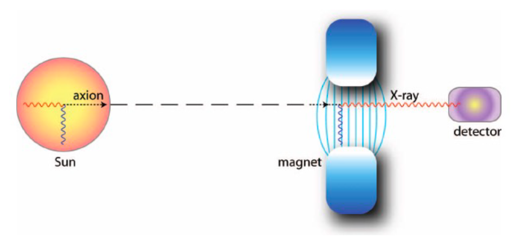 axion
X-ray
detector
Sun
magnet